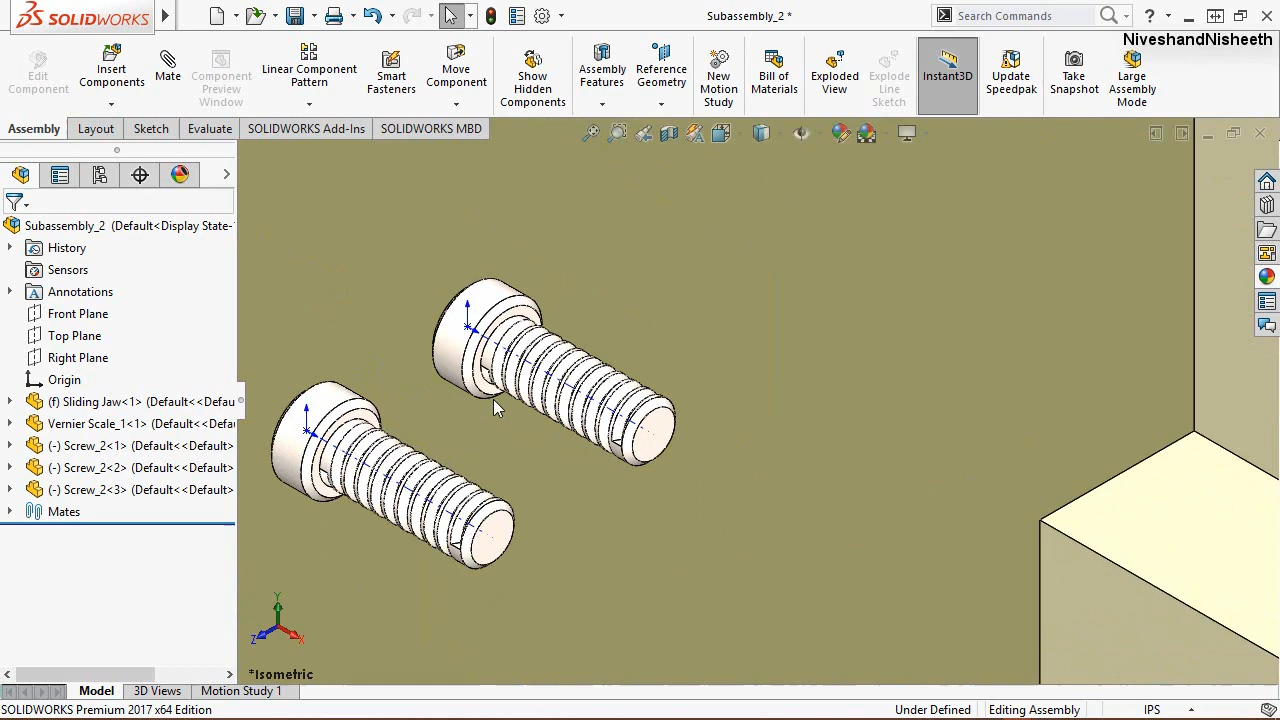 SOLIDWORKS
Subassembly_2 *
Search Commands
?
NiveshandNisheeth
Edit Component
Insert Components
Mate
Component Preview Window
Linear Component Pattern
Smart Fasteners
Move Component
Show Hidden Components
Assembly Features
Reference Geometry
New Motion Study
Bill of Materials
Exploded View
Explode Line Sketch
Instant3D
Update Speedpak
Take Snapshot
Large Assembly Mode
Assembly
Layout
Sketch
Evaluate
SOLIDWORKS Add-Ins
SOLIDWORKS MBD
Subassembly_2 (Default<Display State-
History
Sensors
A Annotations
Front Plane
Top Plane
Right Plane
Origin
(f) Sliding Jaw<1> (Default<<Defau
Vernier Scale_1<1> (Default<<Defau
(-) Screw_2<1> (Default<<Default>
(-) Screw_2<2> (Default<<Default>
(-) Screw_2<3> (Default<<Default>
Mates
Y
Z
X
*Isometric
Model
3D Views
Motion Study 1
SOLIDWORKS Premium 2017 x64 Edition
Under Defined
Editing Assembly
IPS